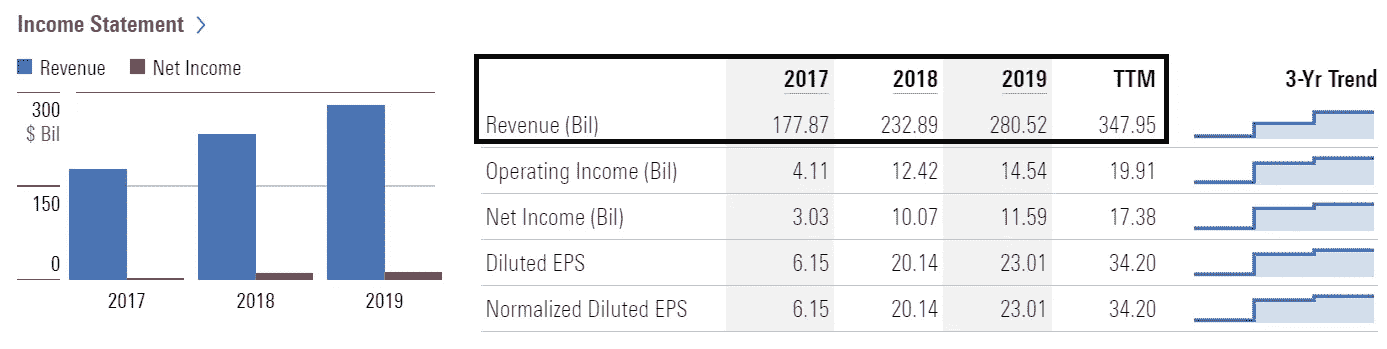 Income Statement >
Revenue Net Income
300
$ Bil
150
0
2017 2018 2019
2017 2018 2019 TTM 3-Yr Trend
Revenue (Bil) 177.87 232.89 280.52 347.95
Operating Income (Bil) 4.11 12.42 14.54 19.91
Net Income (Bil) 3.03 10.07 11.59 17.38
Diluted EPS 6.15 20.14 23.01 34.20
Normalized Diluted EPS 6.15 20.14 23.01 34.20